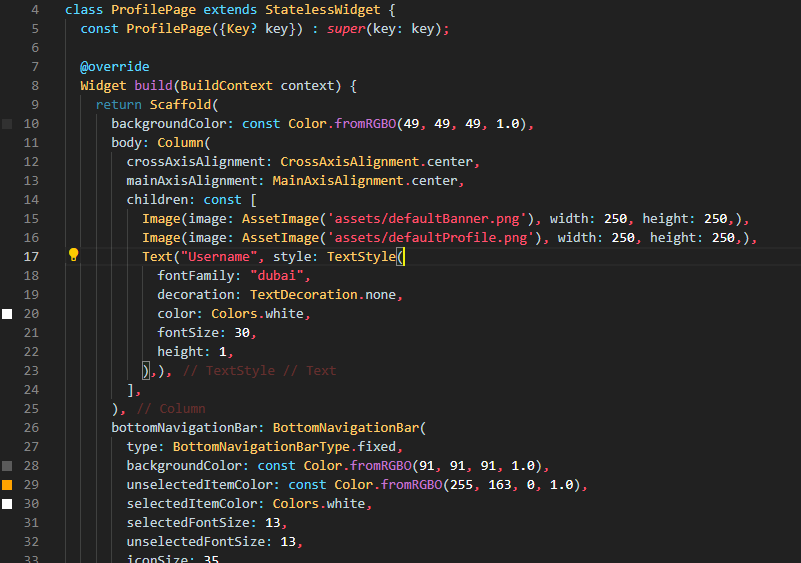 4 class ProfilePage extends StatelessWidget {
5   const ProfilePage({Key? key}) : super(key: key);
6
7   @override
8   Widget build(BuildContext context) {
9     return Scaffold(
10       backgroundColor: const Color.fromRGBO(49, 49, 49, 1.0),
11       body: Column(
12         crossAxisAlignment: CrossAxisAlignment.center,
13         mainAxisAlignment: MainAxisAlignment.center,
14         children: const [
15           Image(image: AssetImage('assets/defaultBanner.png'), width: 250, height: 250,),
16           Image(image: AssetImage('assets/defaultProfile.png'), width: 250, height: 250,),
17           Text("Username", style: TextStyle(
18             fontFamily: "dubai",
19             decoration: TextDecoration.none,
20             color: Colors.white,
21             fontSize: 30,
22             height: 1,
23           ),), // TextStyle // Text
24         ],
25       ), // Column
26       bottomNavigationBar: BottomNavigationBar(
27         type: BottomNavigationBarType.fixed,
28         backgroundColor: const Color.fromRGBO(91, 91, 91, 1.0),
29         unselectedItemColor: const Color.fromRGBO(255, 163, 0, 1.0),
30         selectedItemColor: Colors.white,
31         selectedFontSize: 13,
32         unselectedFontSize: 13,
33         iconSize: 35